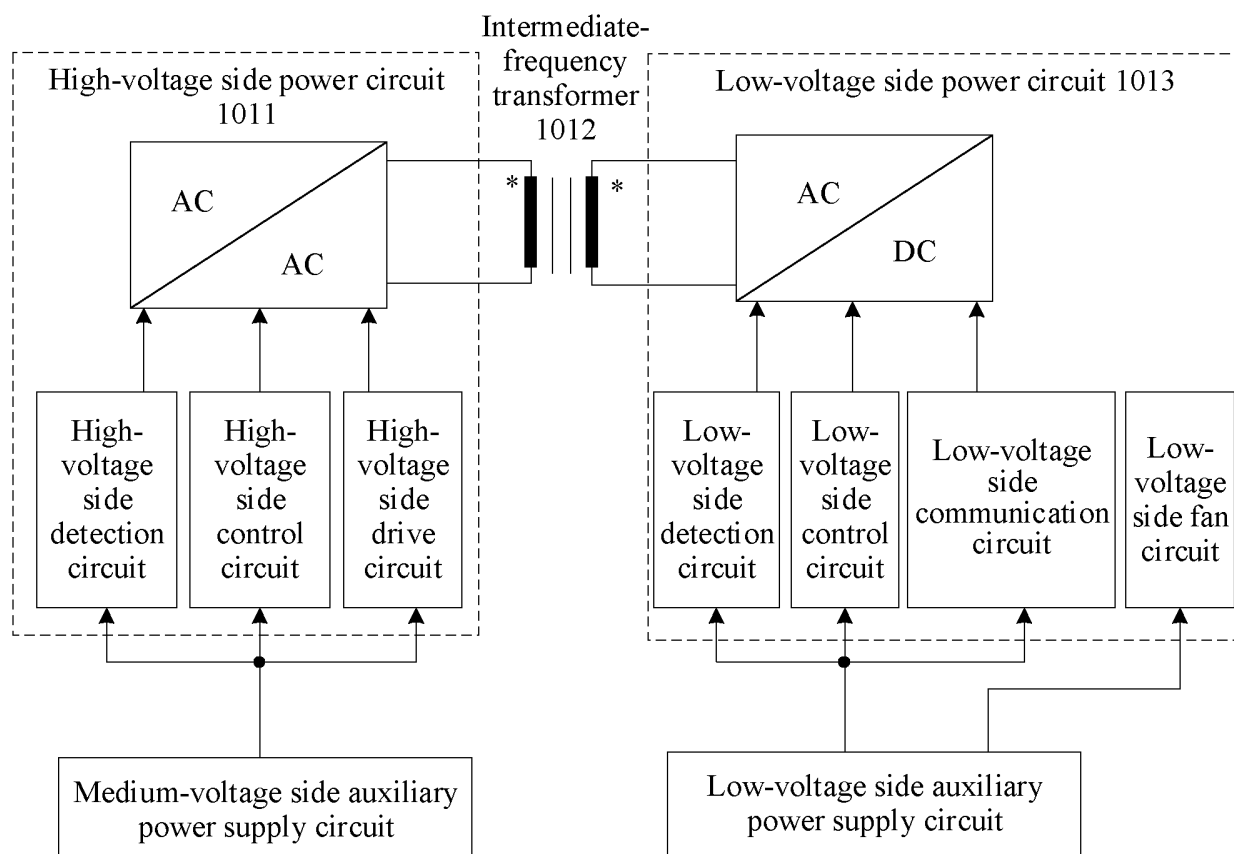 Intermediate-
frequency
transformer
1012
High-voltage side power circuit
1011
Low-voltage side power circuit 1013
AC
AC
*
*
AC
DC
High-
voltage
side
detection
circuit
High-
voltage
side
control
circuit
High-
voltage
side
drive
circuit
Low-
voltage
side
detection
circuit
Low-
voltage
side
control
circuit
Low-voltage
side
communication
circuit
Low-
voltage
side fan
circuit
Medium-voltage side auxiliary
power supply circuit
Low-voltage side auxiliary
power supply circuit